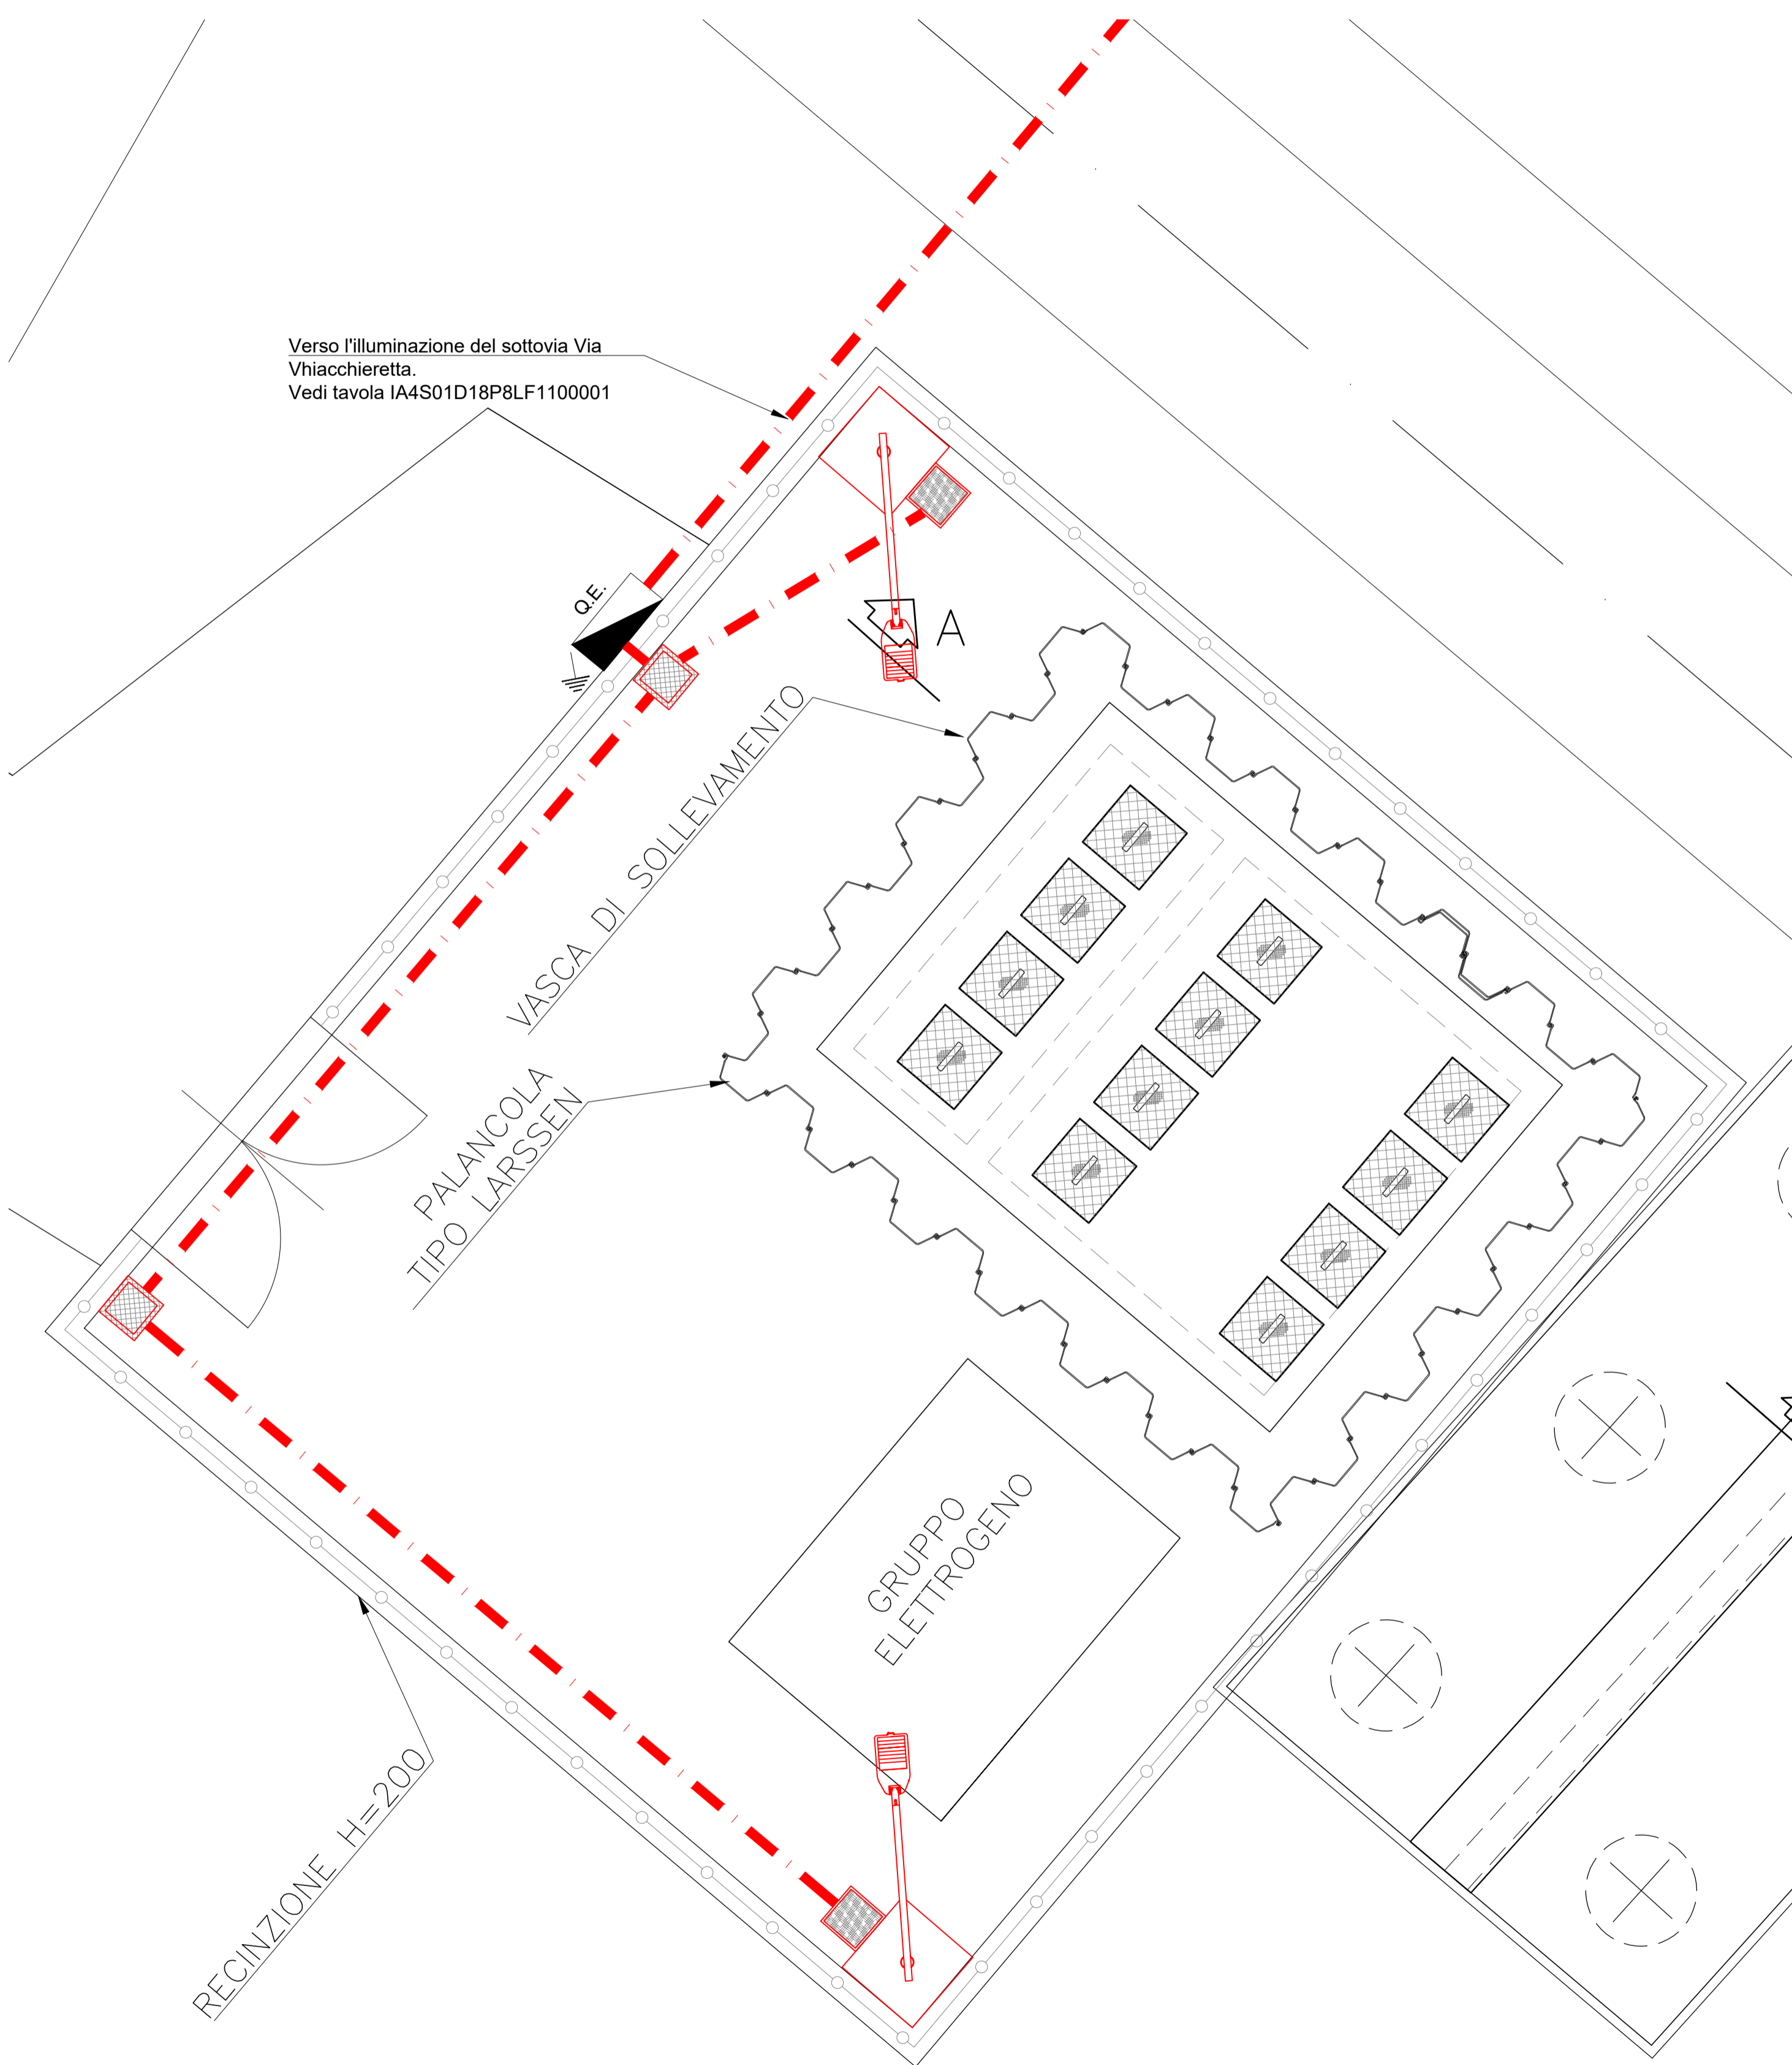 Verso l'illuminazione del sottovia Via
Vhiacchieretta.
Vedi tavola IA4S01D18P8LF1100001
Q.E.
A
VASCA DI SOLLEVAMENTO
PALANCOLA
TIPO LARSSEN
GRUPPO
ELETTROGENO
RECINZIONE H=200